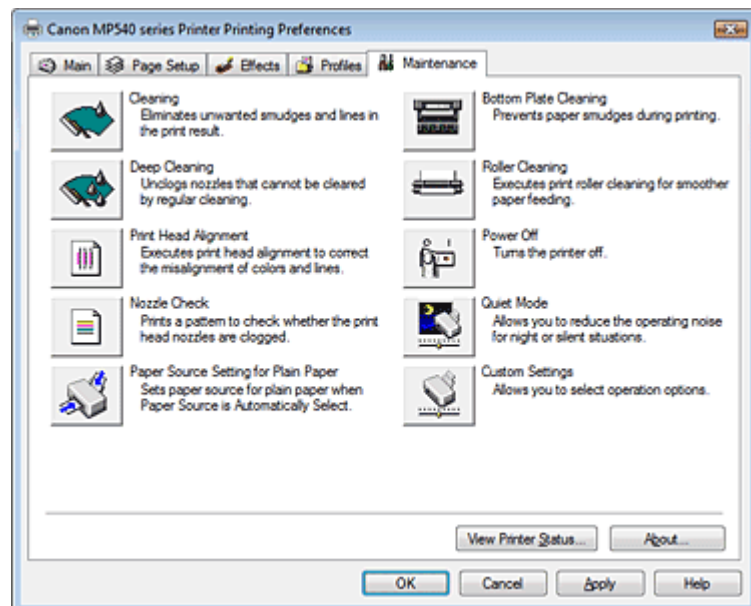 Canon MP540 series Printer Printing Preferences
Main
Page Setup
Effects
Profiles
Maintenance
Cleaning
Eliminates unwanted smudges and lines in
the print result.
Deep Cleaning
Unclogs nozzles that cannot be cleared
by regular cleaning.
Print Head Alignment
Executes print head alignment to correct
the misalignment of colors and lines.
Nozzle Check
Prints a pattern to check whether the print
head nozzles are clogged.
Paper Source Setting for Plain Paper
Sets paper source for plain paper when
Paper Source is Automatically Select.
Bottom Plate Cleaning
Prevents paper smudges during printing.
Roller Cleaning
Executes print roller cleaning for smoother
paper feeding.
Power Off
Turns the printer off.
Quiet Mode
Allows you to reduce the operating noise
for night or silent situations.
Custom Settings
Allows you to select operation options.
View Printer Status...
About...
OK
Cancel
Apply
Help